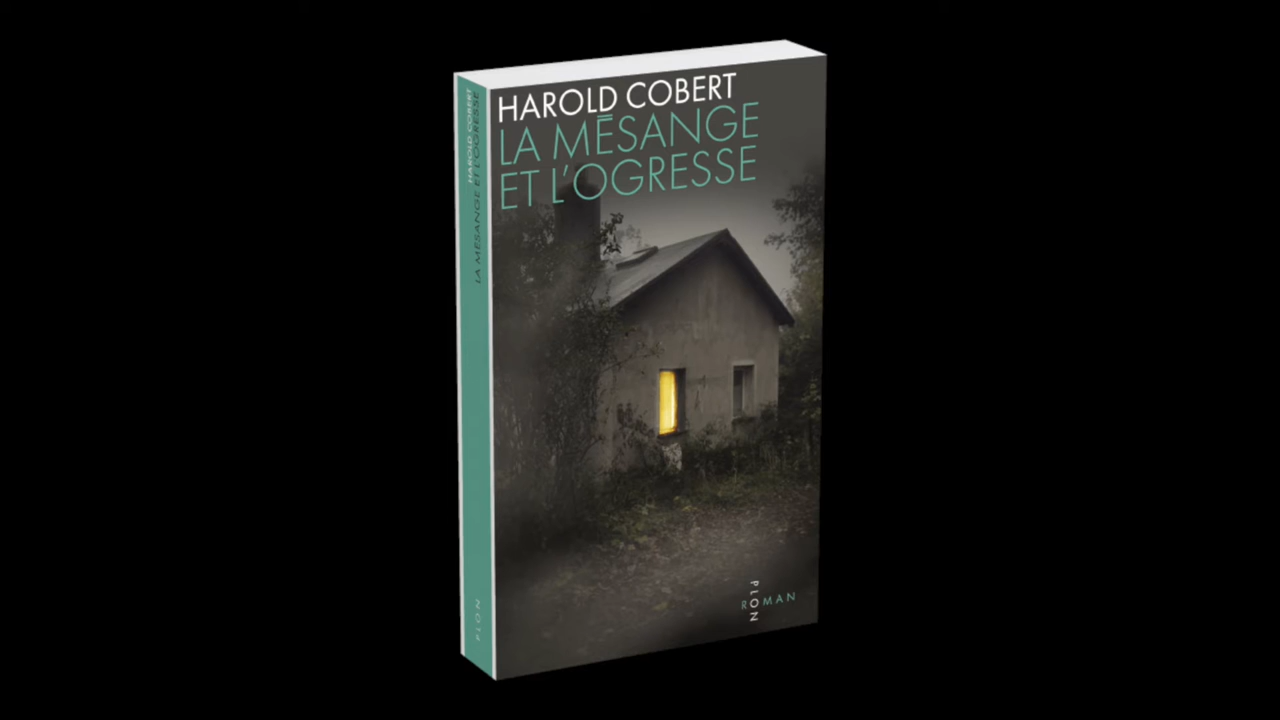 HAROLD COBERT
LA MÉSANGE
ET L'OGRESSE
HAROLD COBERT
LA MÉSANGE ET L'OGRESSE
PLON
ROMAN
PLON